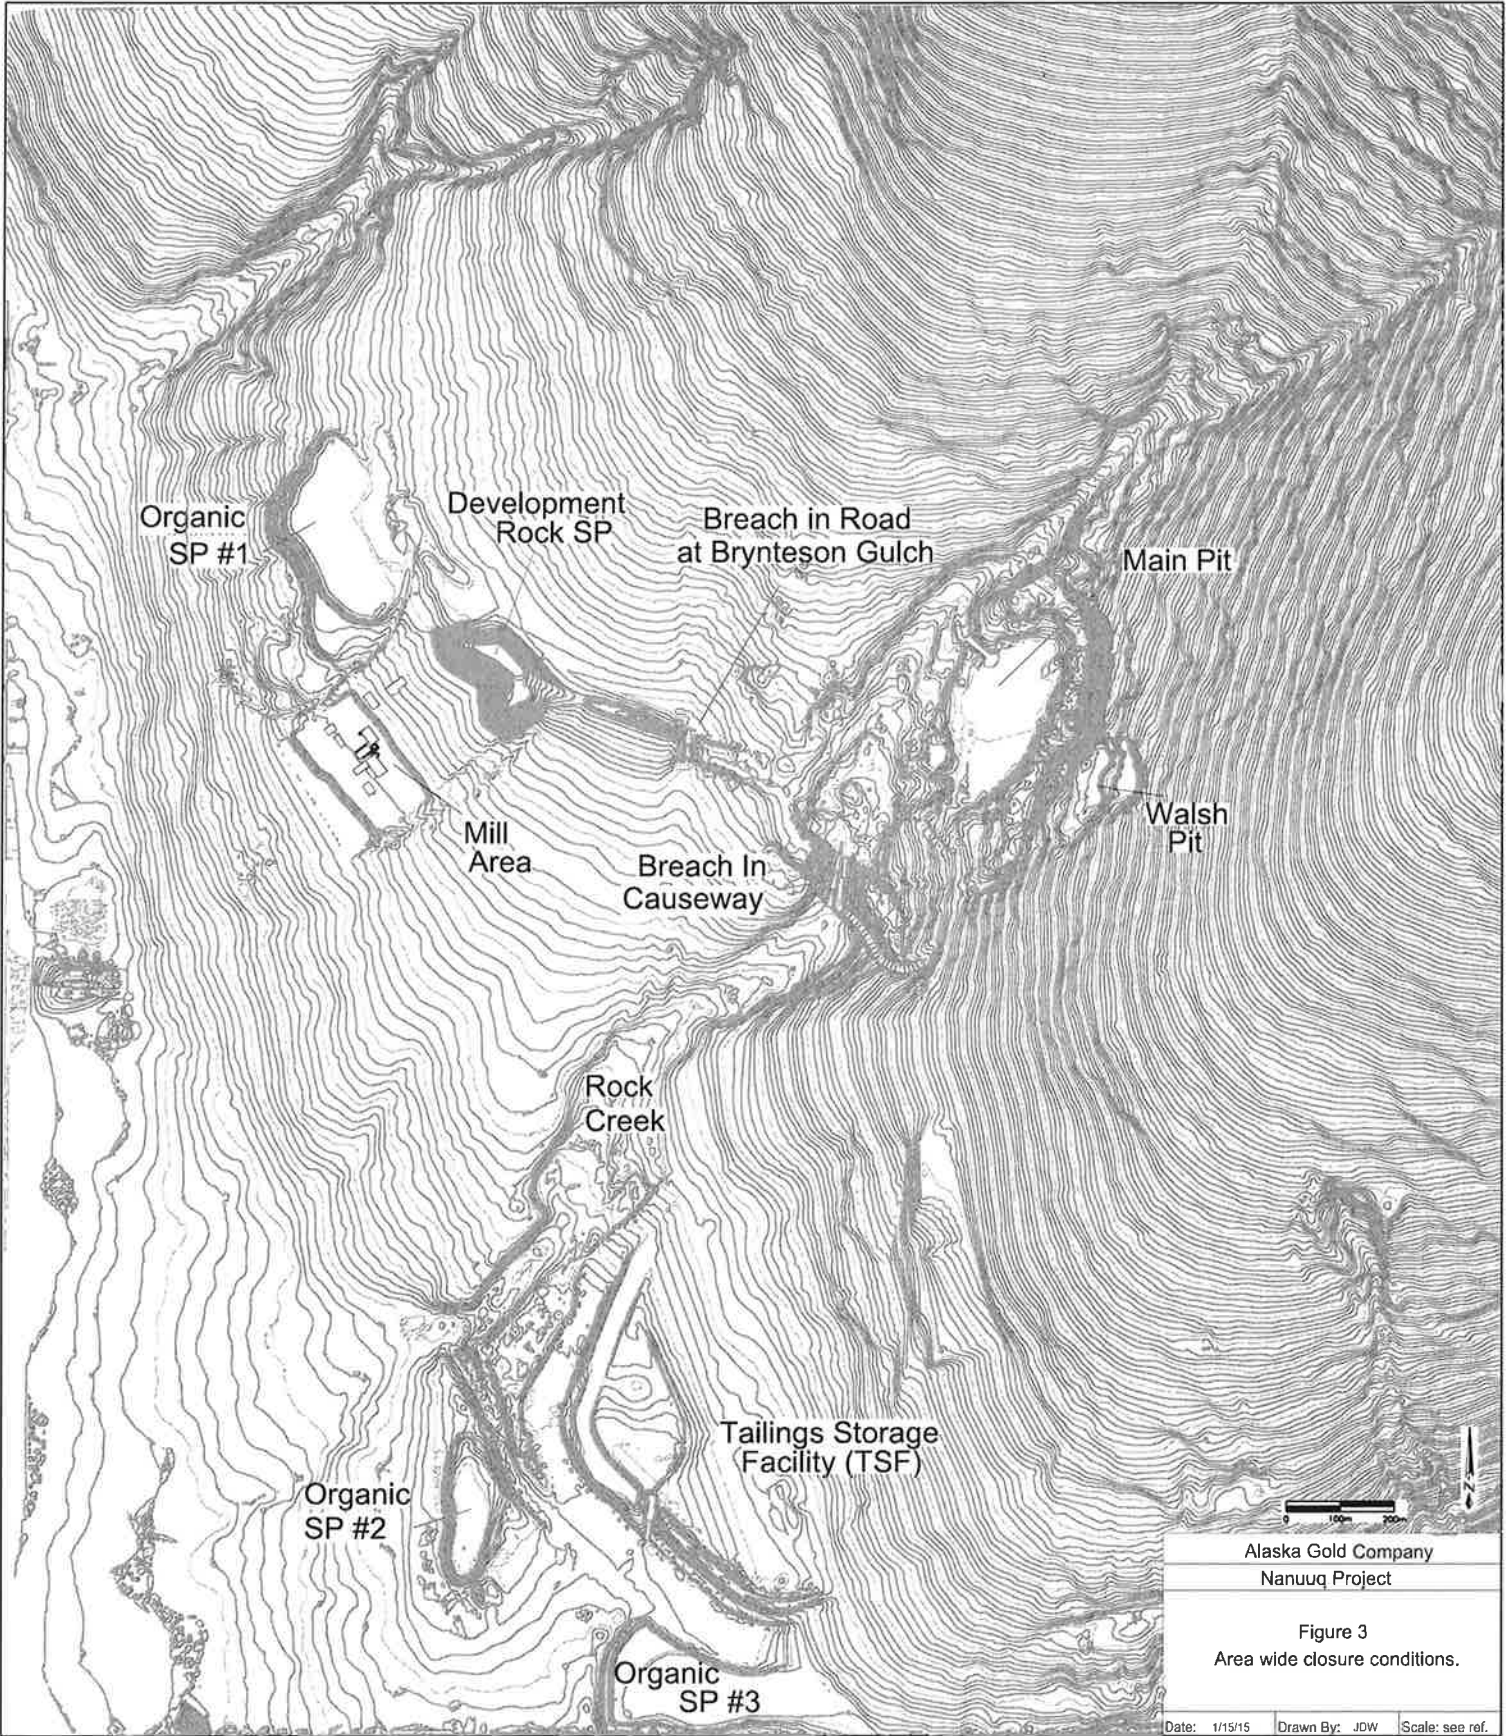 Organic
SP #1
Development
Rock SP
Breach in Road
at Brynteson Gulch
Main Pit
Walsh
Pit
Mill
Area
Breach In
Causeway
Rock
Creek
Tailings Storage
Facility (TSF)
Organic
SP #2
Organic
SP #3
N
0 100m 200m
Alaska Gold Company
Nanuuq Project
Figure 3
Area wide closure conditions.
Date: 1/15/15 Drawn By: JDW Scale: see ref.